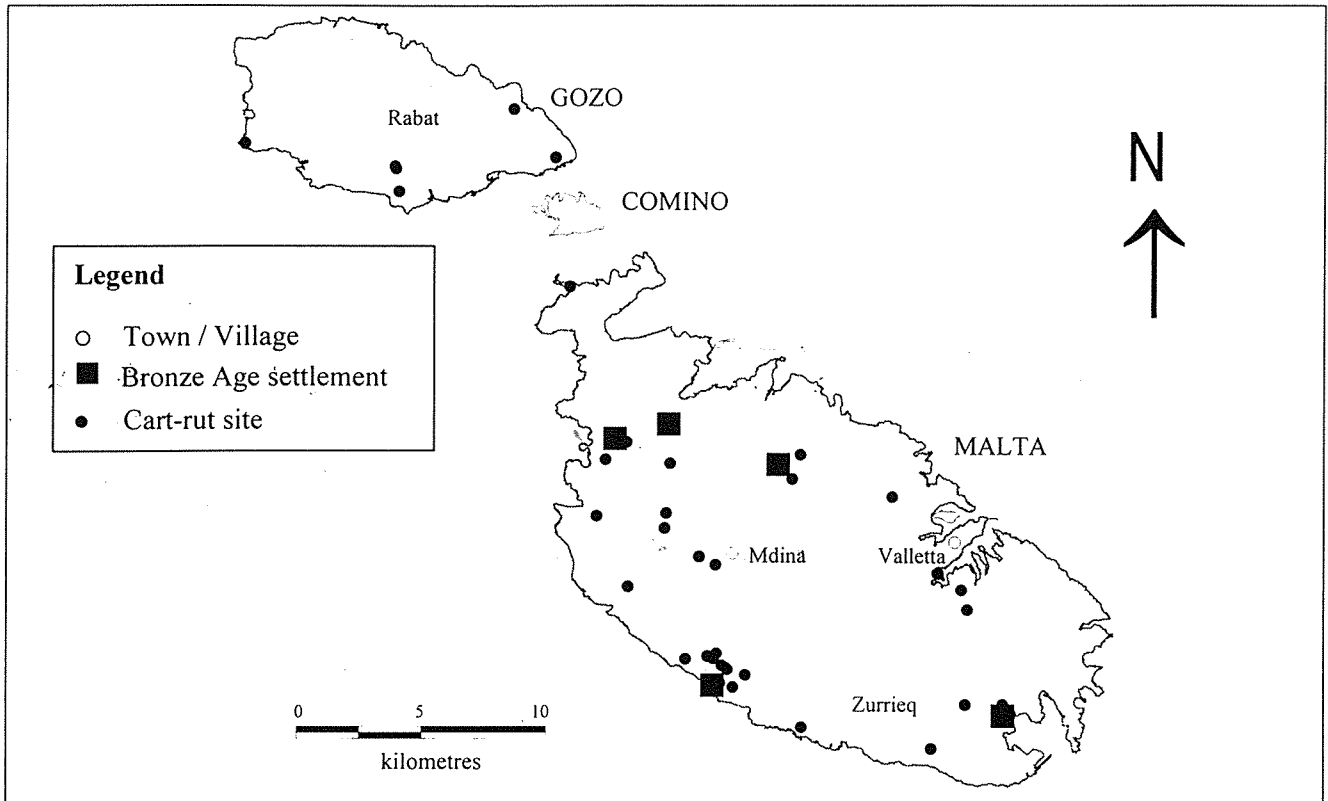 GOZO
Rabat
N
COMINO
Legend
Town / Village
Bronze Age settlement
Cart-rut site
MALTA
Mdina
Valletta
Zurrieq
0 5 10
kilometres